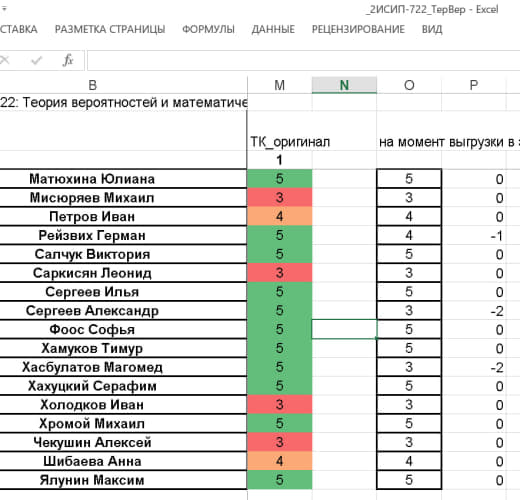 _2ИСИП-722_ТерВер - Excel
СТАВКА РАЗМЕТКА СТРАНИЦЫ ФОРМУЛЫ ДАННЫЕ РЕЦЕНЗИРОВАНИЕ ВИД
fx
B M N O P
22: Теория вероятностей и математиче
ТК_оригинал на момент выгрузки в э
1
Матюхина Юлиана 5 5 0
Мисюряев Михаил 3 3 0
Петров Иван 4 4 0
Рейзвих Герман 5 4 -1
Салчук Виктория 5 5 0
Саркисян Леонид 3 3 0
Сергеев Илья 5 5 0
Сергеев Александр 5 3 -2
Фоос Софья 5 5 0
Хамуков Тимур 5 5 0
Хасбулатов Магомед 5 3 -2
Хахуцкий Серафим 5 5 0
Холодков Иван 3 3 0
Хромой Михаил 5 5 0
Чекушин Алексей 3 3 0
Шибаева Анна 4 4 0
Ялунин Максим 5 5 0